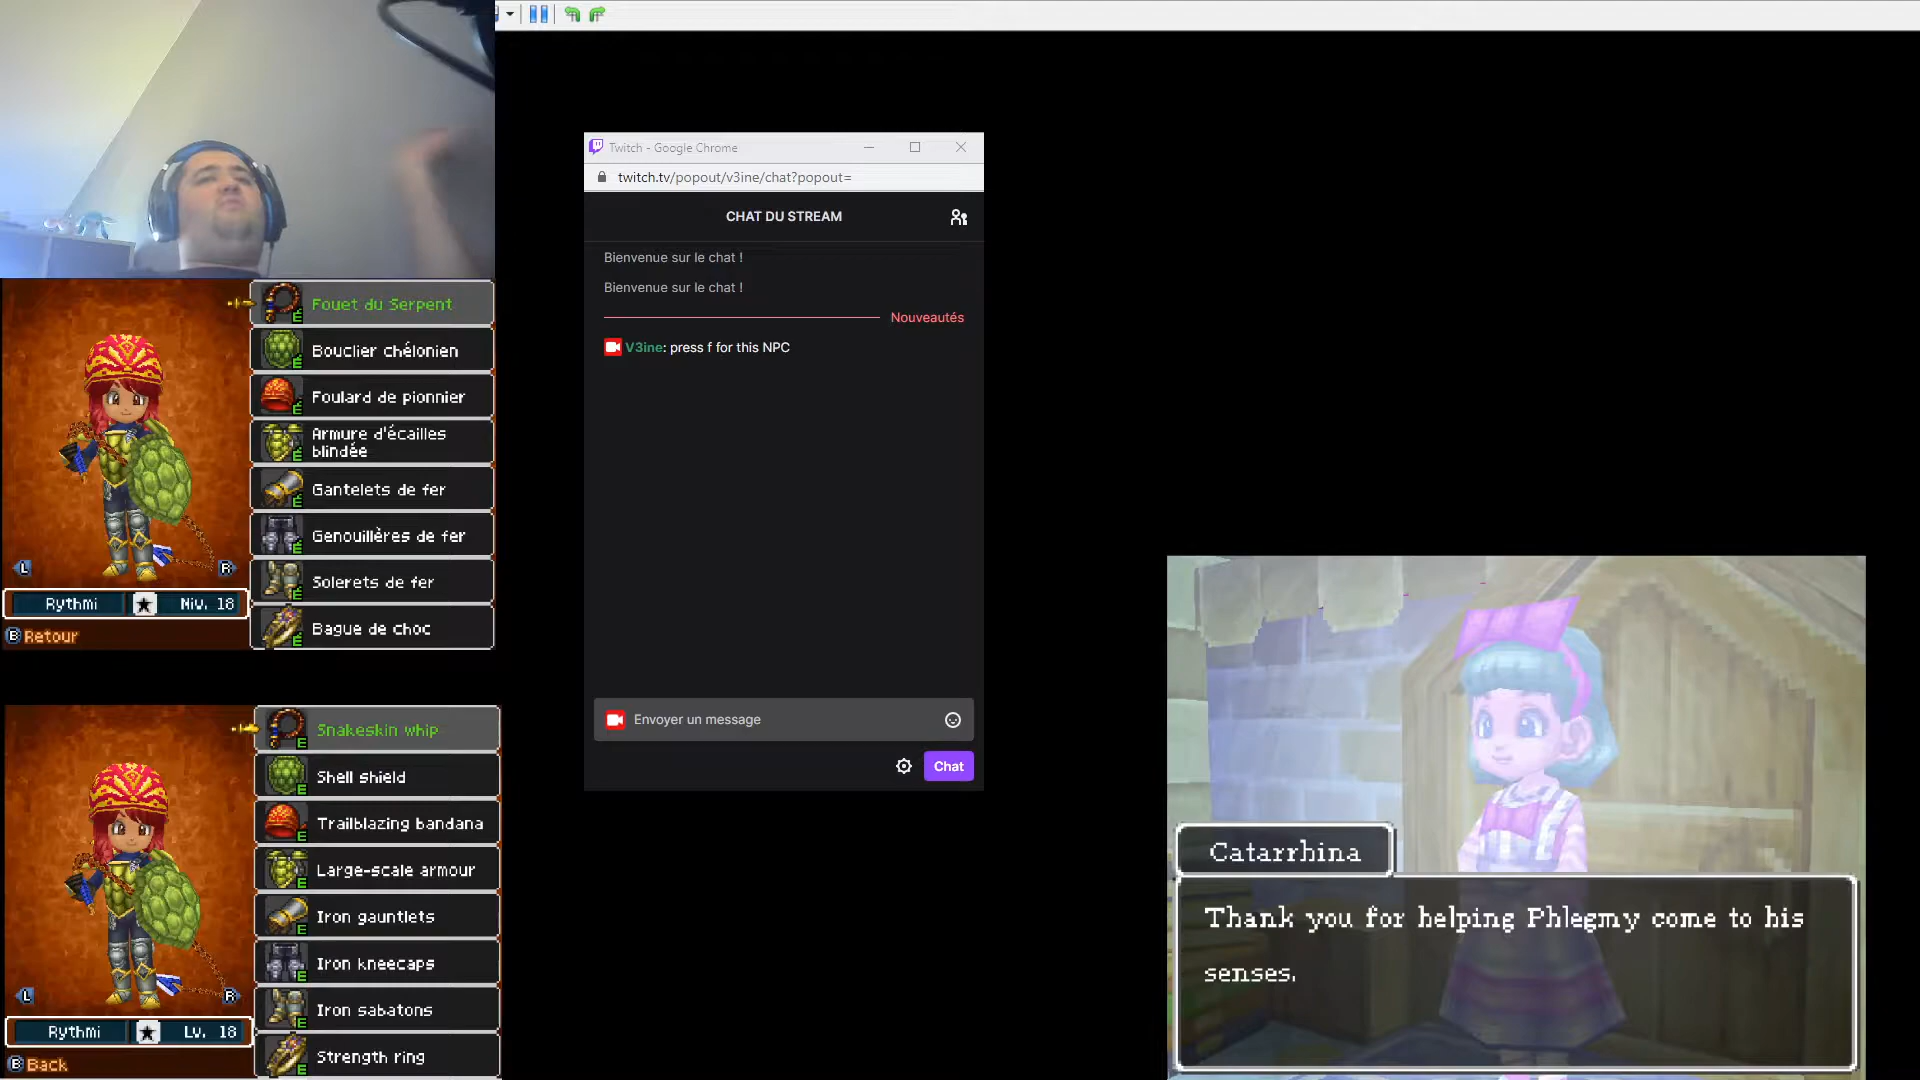 Twitch - Google Chrome
twitch.tv/popout/v3ine/chat?popout=
CHAT DU STREAM
Bienvenue sur le chat !
Bienvenue sur le chat !
Nouveautés
V3ine: press f for this NPC
Envoyer un message
Chat
Fouet du Serpent
É
Bouclier chélonien
É
Foulard de pionnier
É
Armure d'écailles
blindée
É
Gantelets de fer
É
Genouillères de fer
É
Solerets de fer
É
Bague de choc
É
L
R
Rythmi
Niv. 18
B Retour
Snakeskin whip
E
Shell shield
E
Trailblazing bandana
E
Large-scale armour
E
Iron gauntlets
E
Iron kneecaps
E
Iron sabatons
E
Strength ring
E
L
R
Rythmi
Lv. 18
B Back
Catarrhina
Thank you for helping Phlegmy come to his
senses.